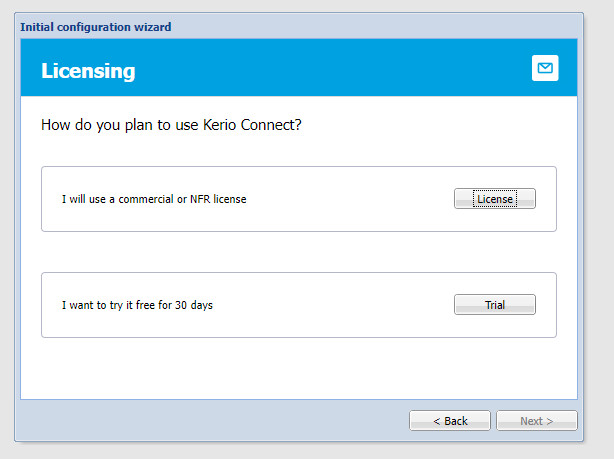 Initial configuration wizard
Licensing
How do you plan to use Kerio Connect?
I will use a commercial or NFR license
License
I want to try it free for 30 days
Trial
< Back
Next >